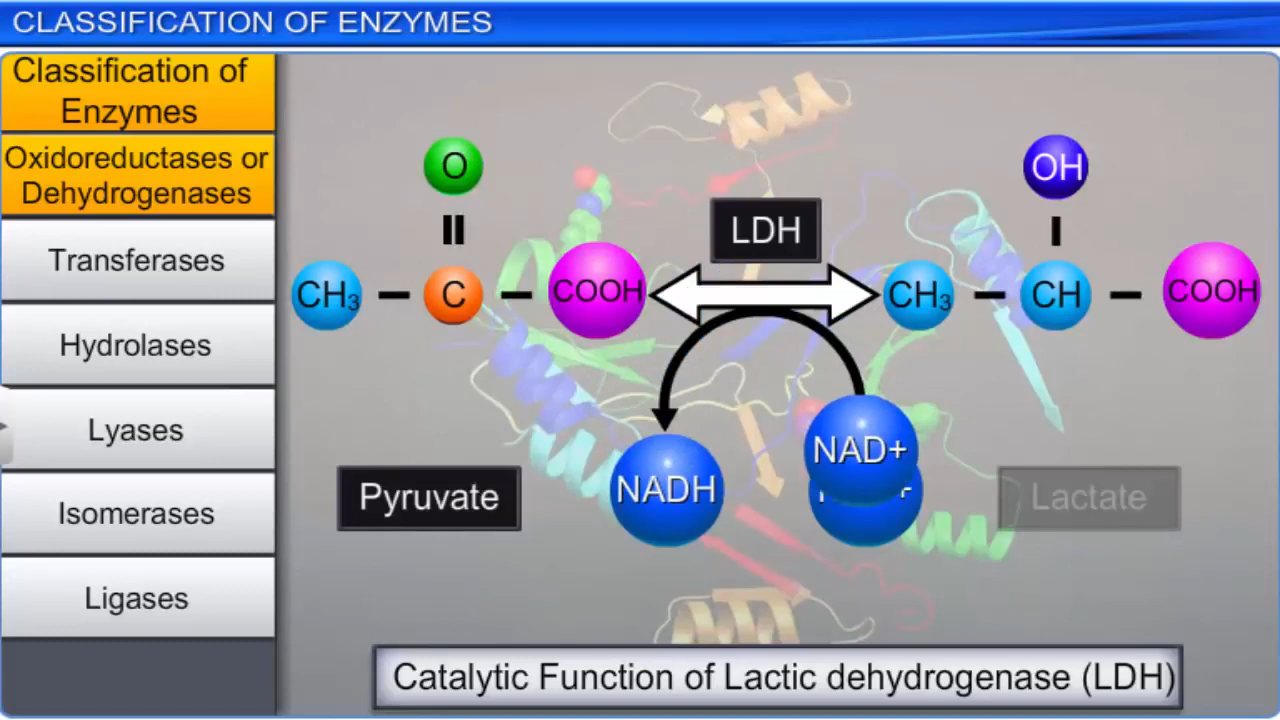 CLASSIFICATION OF ENZYMES
Classification of
Enzymes
Oxidoreductases or
Dehydrogenases
Transferases
Hydrolases
Lyases
Isomerases
Ligases
O
OH
LDH
CH₃
C
COOH
CH₃
CH
COOH
NAD+
NADH
Pyruvate
Lactate
Catalytic Function of Lactic dehydrogenase (LDH)